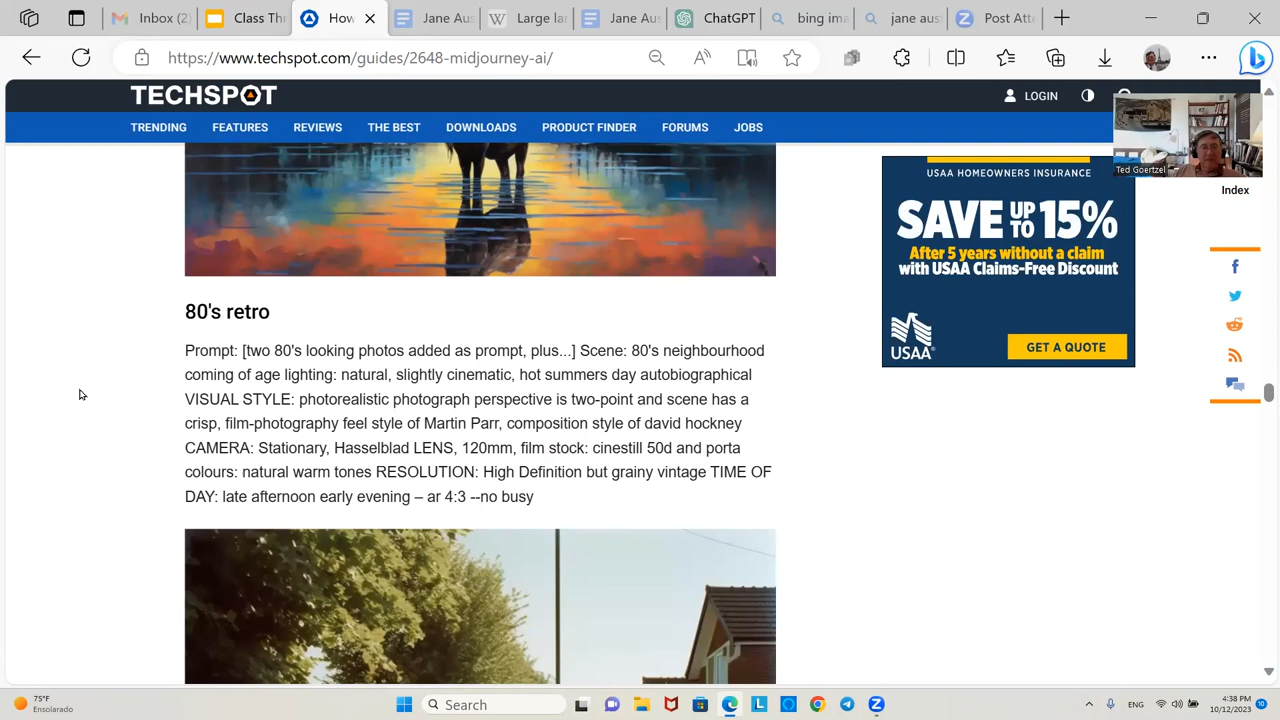 Inbox (2)
Class Thr
How
Jane Aus
Large lan
Jane Aus
ChatGPT
bing ima
jane aust
Post Atte
https://www.techspot.com/guides/2648-midjourney-ai/
TECHSPOT
LOGIN
TRENDING FEATURES REVIEWS THE BEST DOWNLOADS PRODUCT FINDER FORUMS JOBS
Ted Goertzel
Index
USAA HOMEOWNERS INSURANCE
SAVE UP TO 15%
After 5 years without a claim
with USAA Claims-Free Discount
USAA®
GET A QUOTE
80's retro
Prompt: [two 80's looking photos added as prompt, plus...] Scene: 80's neighbourhood
coming of age lighting: natural, slightly cinematic, hot summers day autobiographical
VISUAL STYLE: photorealistic photograph perspective is two-point and scene has a
crisp, film-photography feel style of Martin Parr, composition style of david hockney
CAMERA: Stationary, Hasselblad LENS, 120mm, film stock: cinestill 50d and porta
colours: natural warm tones RESOLUTION: High Definition but grainy vintage TIME OF
DAY: late afternoon early evening – ar 4:3 --no busy
75°F
Ensolarado
Search
ENG
4:38 PM
10/12/2023